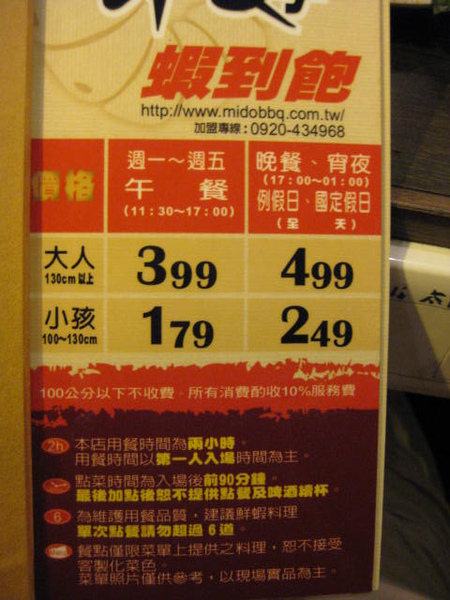 蝦到飽
http://www.midobbq.com.tw/
加盟專線：0920-434968
價格
週一～週五
午餐
(11:30～17:00)
晚餐、宵夜
(17:00～01:00)
例假日、國定假日
(全 天)
大人
130cm以上
399
499
小孩
100～130cm
179
249
100公分以下不收費。所有消費酌收10%服務費
2h 本店用餐時間為兩小時。
用餐時間以第一人入場時間為主。
點菜時間為入場後前90分鐘。
最後加點後恕不提供點餐及啤酒續杯。
6 為維護用餐品質，建議鮮蝦料理
單次點餐請勿超過 6 道。
餐點僅限菜單上提供之料理，恕不接受
客製化菜色。
菜單照片僅供參考，以現場實品為主。